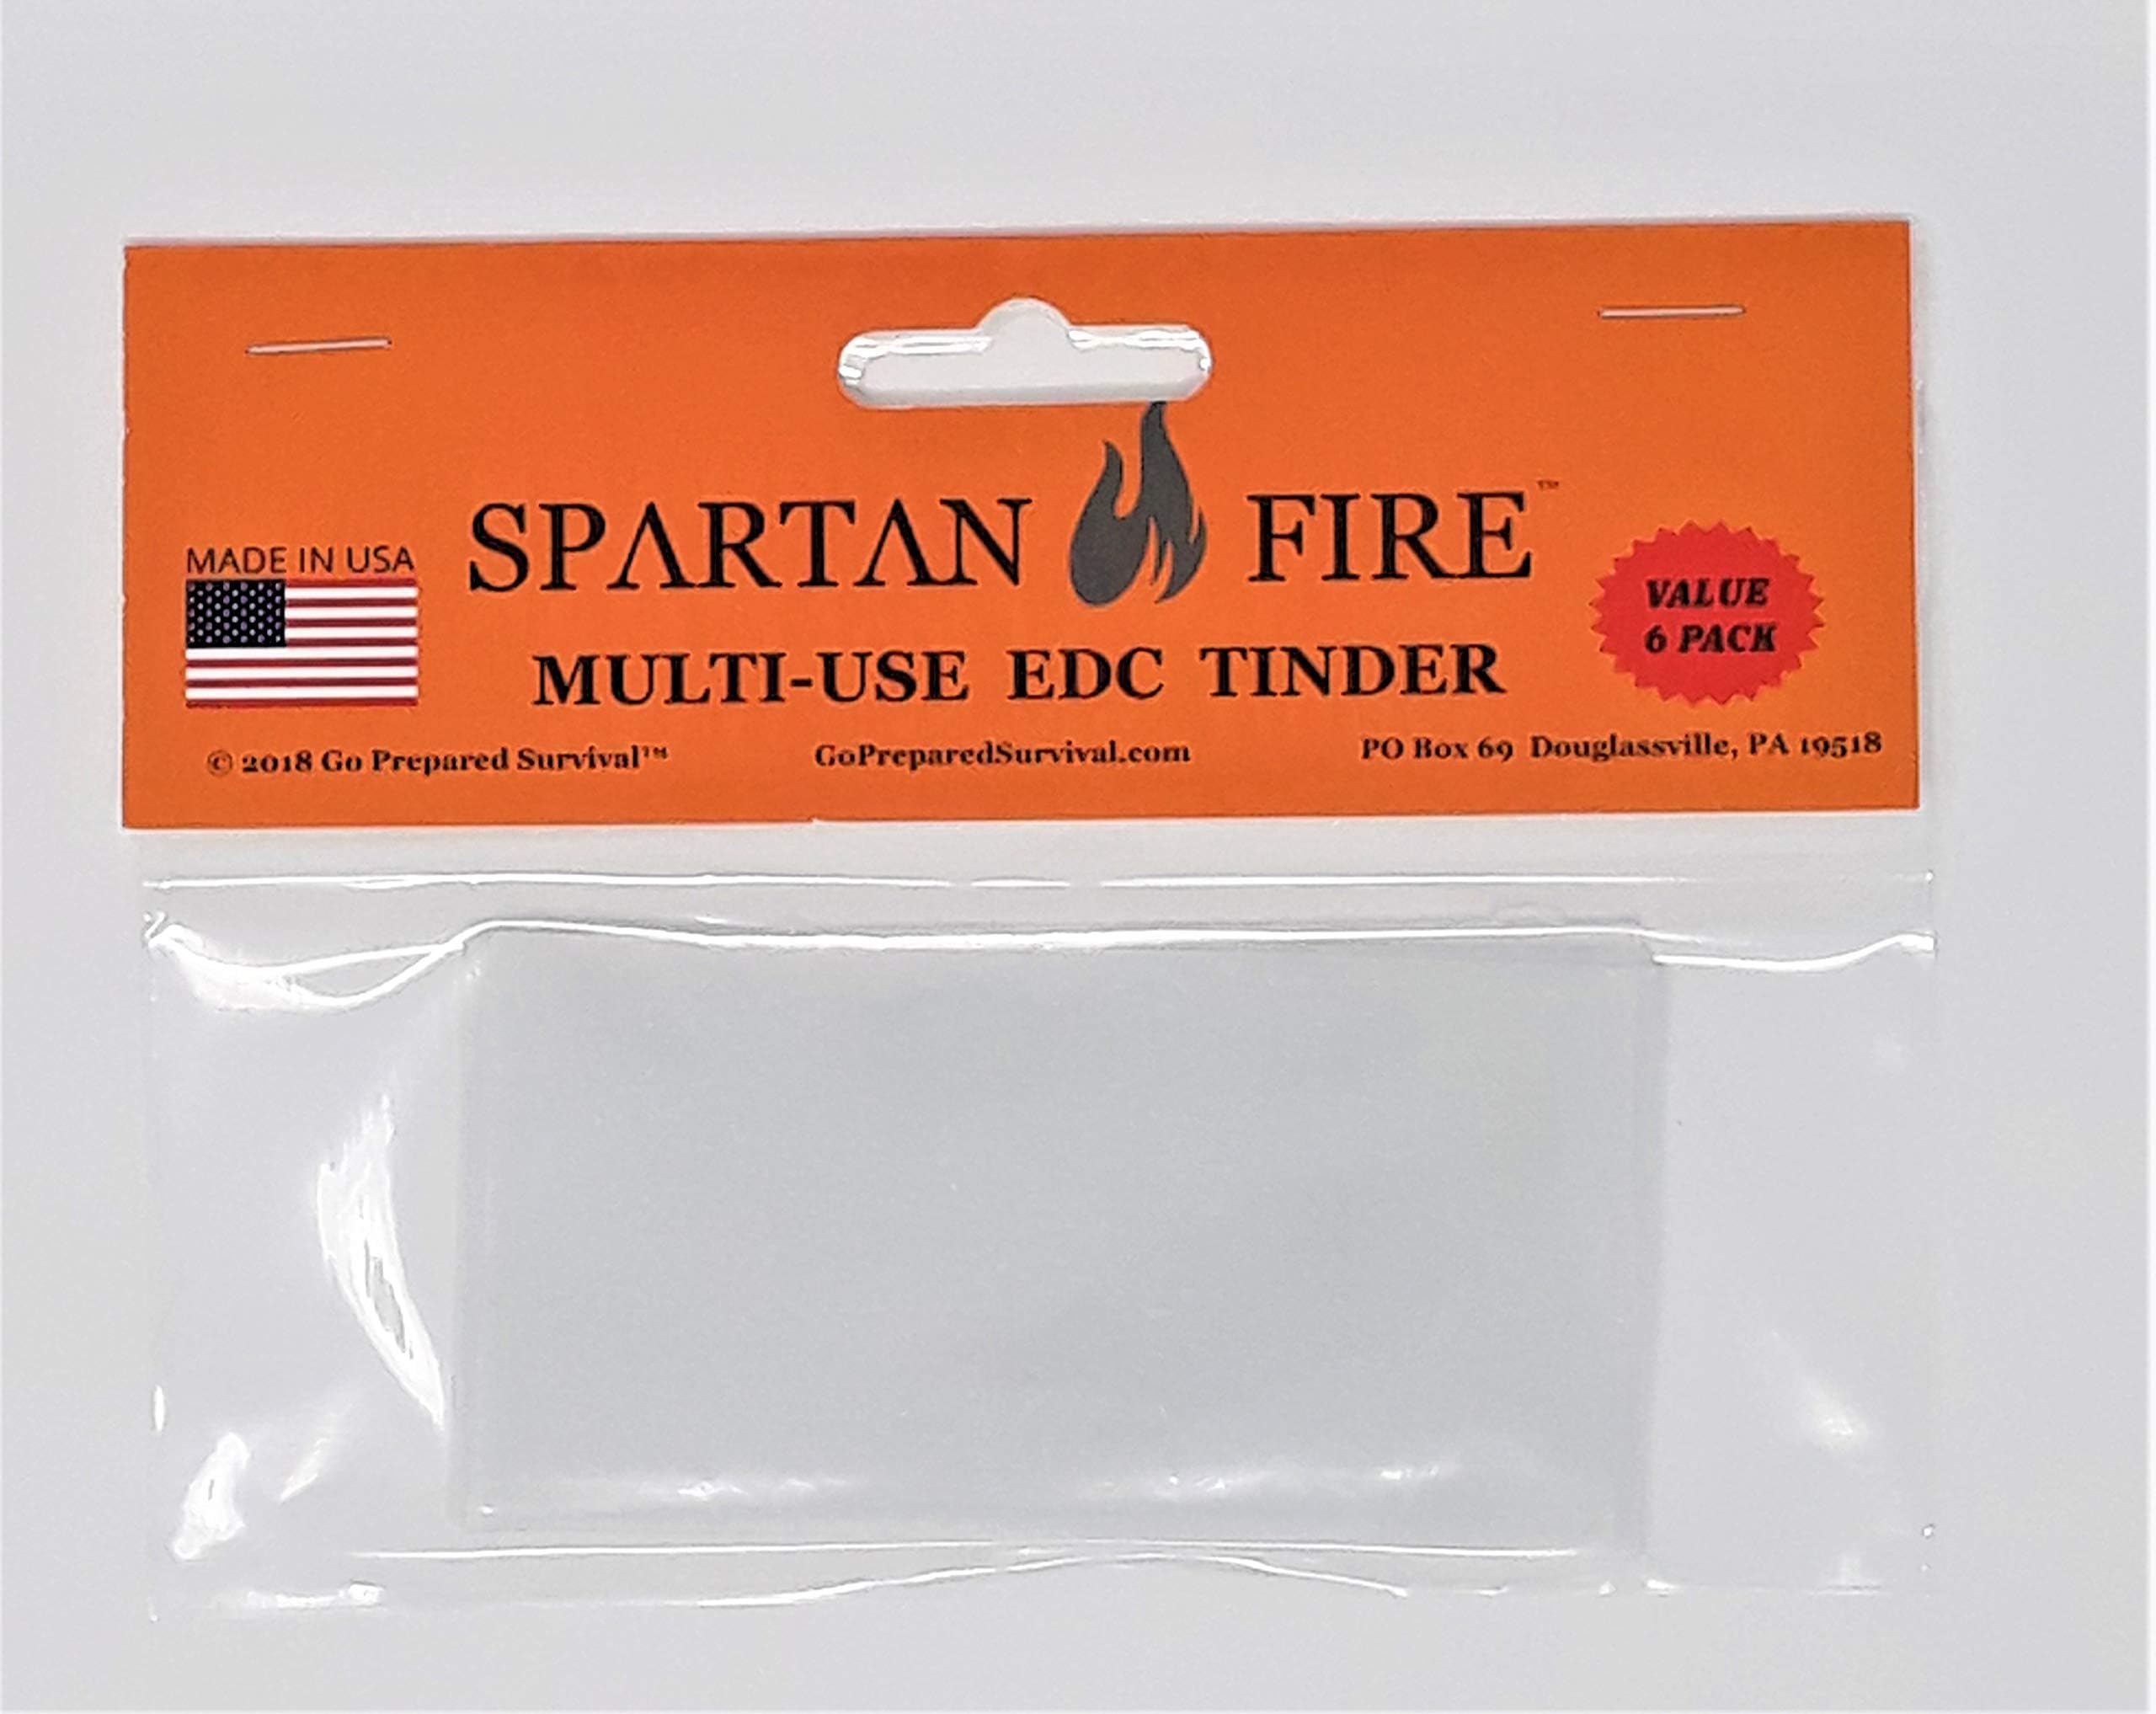 SPARTAN FIRE™
MADE IN USA
VALUE
6 PACK
MULTI-USE EDC TINDER
© 2018 Go Prepared Survival™
GoPreparedSurvival.com
PO Box 69 Douglassville, PA 19518